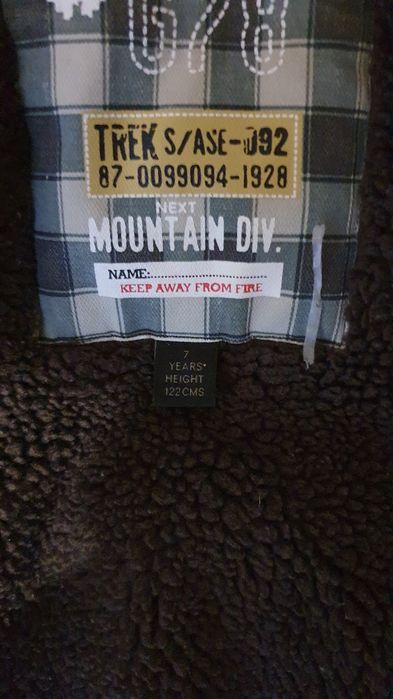 678
TREK S/ASE-092
87-0099094-1928
NEXT
MOUNTAIN DIV.
NAME:..............................
KEEP AWAY FROM FIRE
7
YEARS*
HEIGHT
122CMS